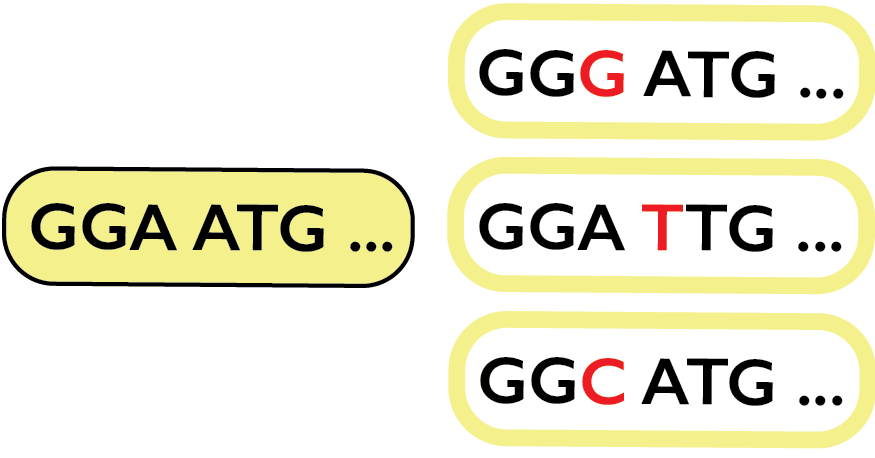 GGG ATG ...
GGA ATG ...
GGA TTG ...
GGC ATG ...